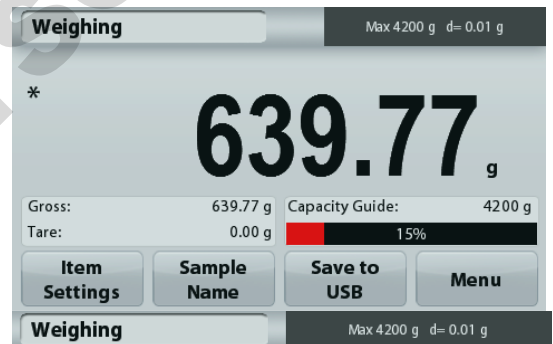 Weighing Max 4200 g d= 0.01 g
*
639.77 g
Gross: 639.77 g Capacity Guide: 4200 g
Tare: 0.00 g 15%
Item Settings Sample Name Save to USB Menu
Weighing Max 4200 g d= 0.01 g